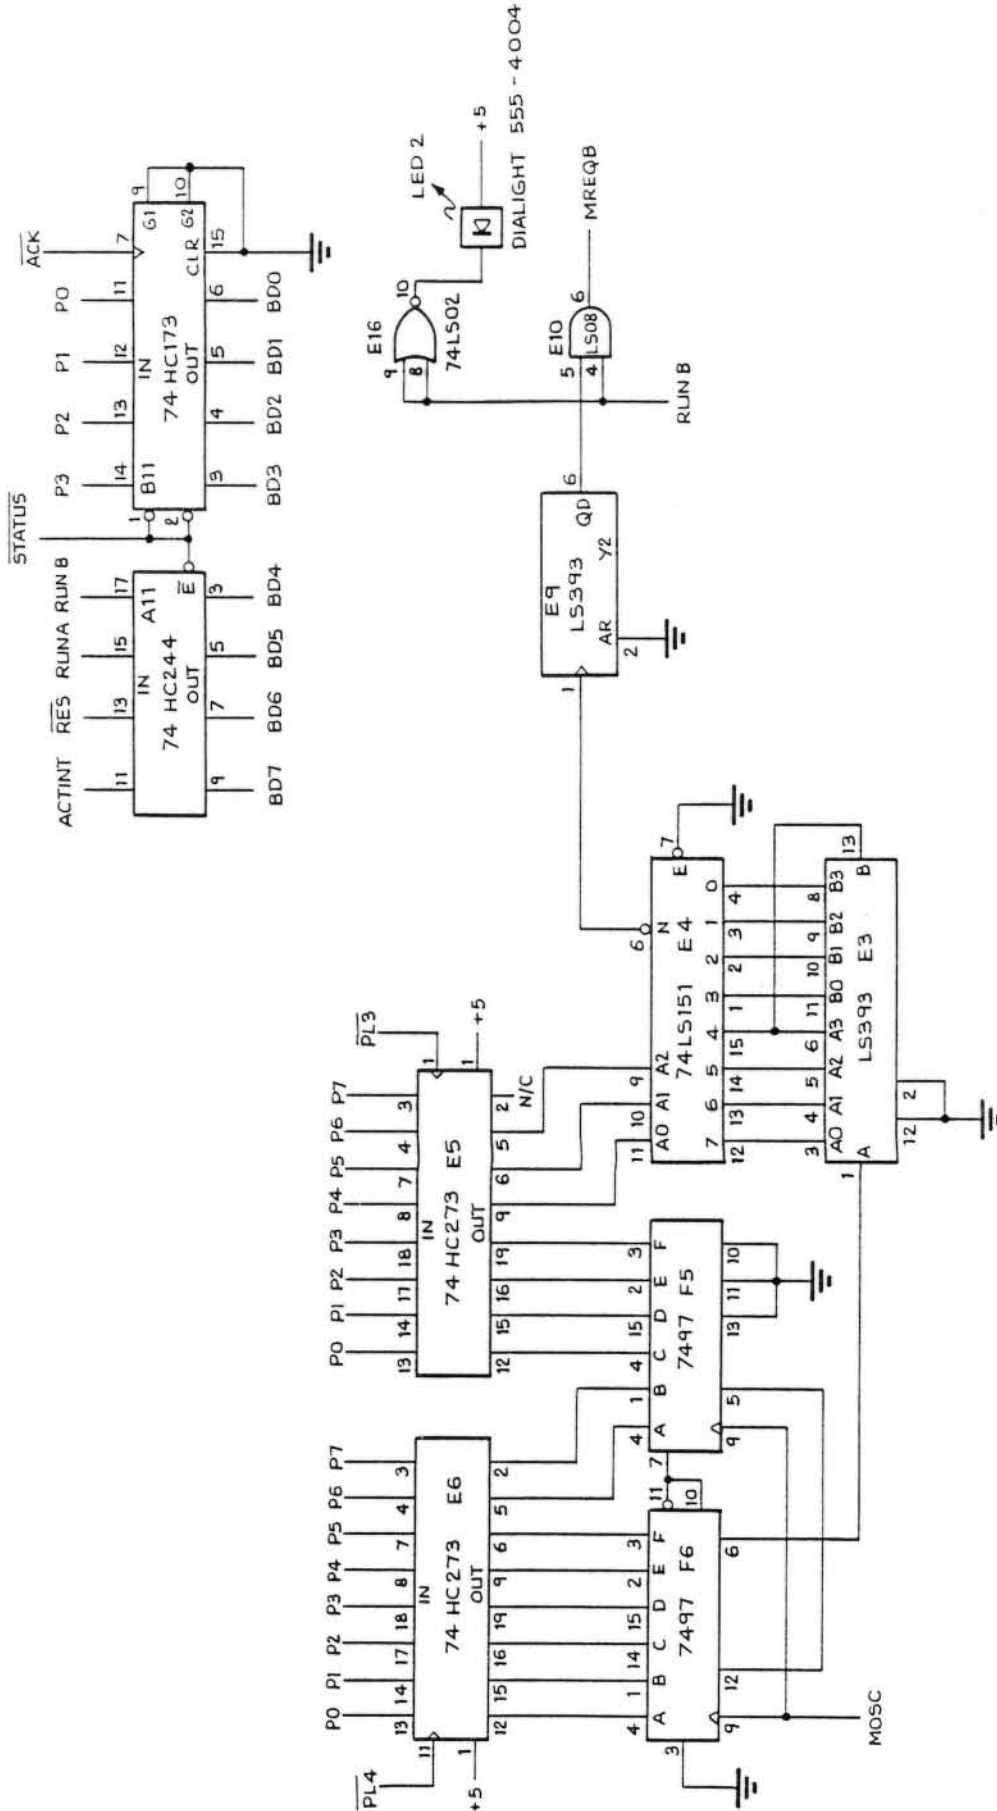 ACTINT RES RUNA RUNB STATUS P3 P2 P1 P0 ACK
11 13 15 17 14 13 12 11 7
IN A11 1 B11 IN G1 9
74 HC244 74 HC173
OUT E 2 OUT CLR G2 10
9 7 5 3 3 4 5 6 15
BD7 BD6 BD5 BD4 BD3 BD2 BD1 BD0
PL4 P0 P1 P2 P3 P4 P5 P6 P7
11 13 14 17 18 8 7 4 3
IN
74 HC273 E6
OUT
+5 1 12 15 16 19 9 6 5 2
P0 P1 P2 P3 P4 P5 P6 P7 PL3
13 14 17 18 8 7 4 3 1
IN
74 HC273 E5
OUT
12 15 16 19 9 6 5 2 1 +5
N/C
4 1 14 15 2 3
3 A B C D E F 11
7497 F6 10
9 12 6
MOSC
4 1 4 15 2 3
7 A B C D E F
7497 F5
9 5 13 11 10
11 10 9 6
A0 A1 A2 N E 7
74LS151 E4
7 6 5 4 3 2 1 0
12 13 14 15 1 2 3 4
3 4 5 6 11 10 9 8
1 A A0 A1 A2 A3 B0 B1 B2 B3 B 13
LS393 E3
12 2
1 E9
LS393 QD 6
AR Y2
2
E16
9 8 10
74LS02
LED 2
+5
DIALIGHT 555-4004
E10
5 4 LS08 6
MREQB
RUNB